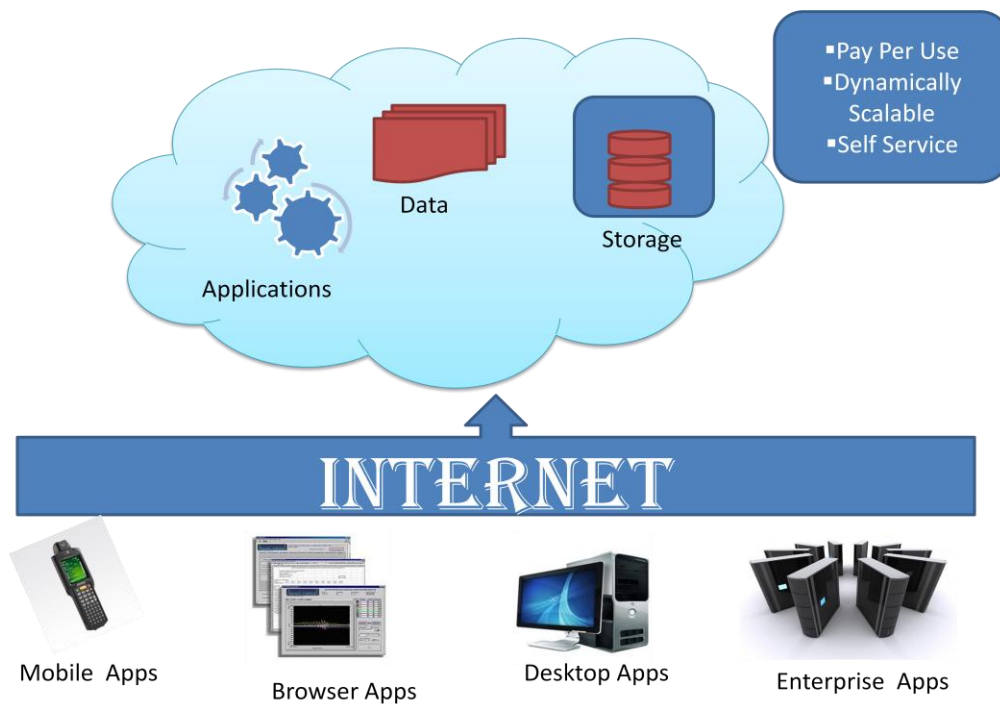 ▪Pay Per Use
▪Dynamically
Scalable
▪Self Service
Data
Storage
Applications
INTERNET
Mobile Apps
Browser Apps
Desktop Apps
Enterprise Apps